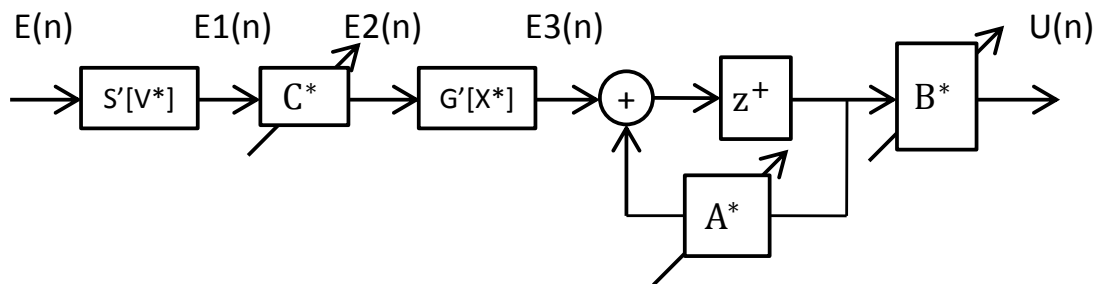 E(n) E1(n) E2(n) E3(n) U(n)
S'[V*] C* G'[X*] + z⁺ B*
A*